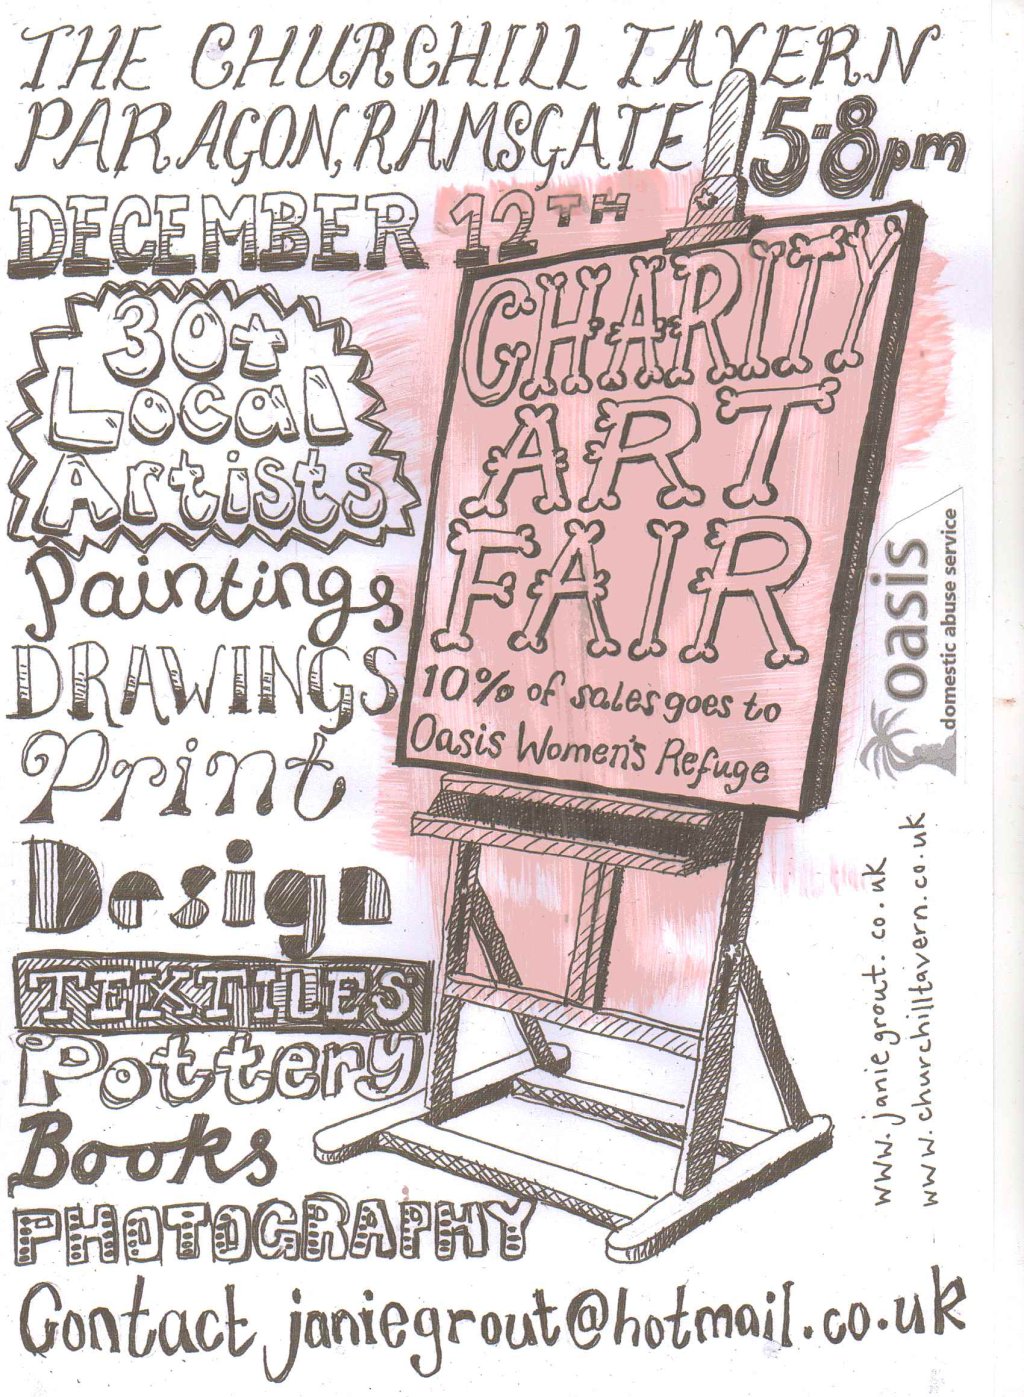 THE CHURCHILL TAVERN
PARAGON, RAMSGATE 5-8pm
DECEMBER 12TH
30+
Local
Artists
Paintings
DRAWINGS
Print
Design
TEXTILES
Pottery
Books
PHOTOGRAPHY
CHARITY
ART
FAIR
10% of sales goes to
Oasis Women's Refuge
oasis
domestic abuse service
www.janiegrout.co.uk
www.churchilltavern.co.uk
Contact janiegrout@hotmail.co.uk